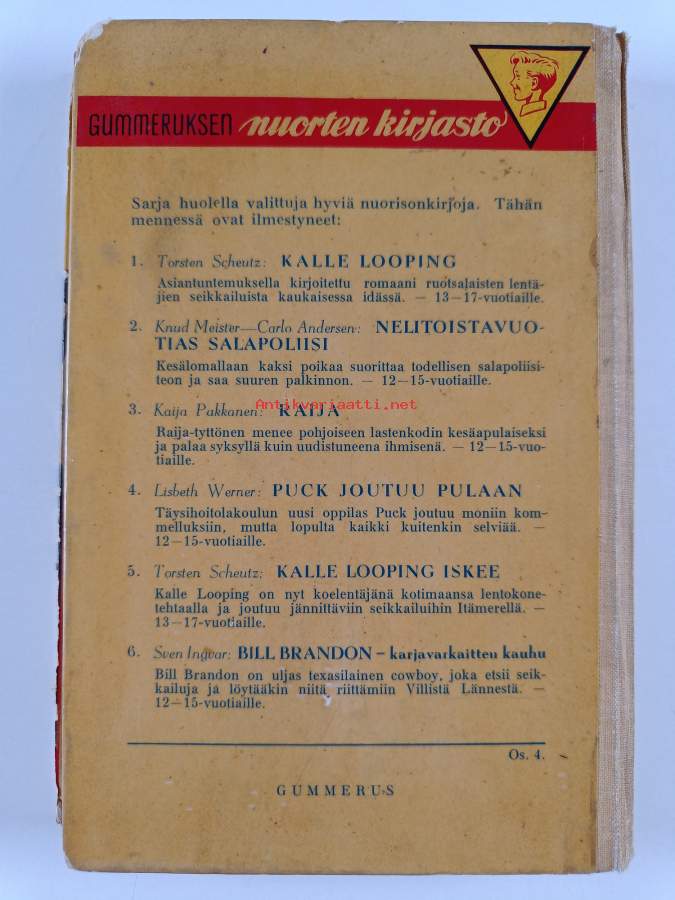 GUMMERUKSEN nuorten kirjasto
Sarja huolella valittuja hyviä nuorisonkirjoja. Tähän
mennessä ovat ilmestyneet:
1. Torsten Scheutz: KALLE LOOPING
Asiantuntemuksella kirjoitettu romaani ruotsalaisten lentä-
jien seikkailuista kaukaisessa idässä. — 13—17-vuotiaille.
2. Knud Meister—Carlo Andersen: NELITOISTAVUO-
TIAS SALAPOLIISI
Kesälomallaan kaksi poikaa suorittaa todellisen salapoliisi-
teon ja saa suuren palkinnon. — 12—15-vuotiaille.
Antikvariaatti.net
3. Kaija Pakkanen: RAIJA
Raija-tyttönen menee pohjoiseen lastenkodin kesäapulaiseksi
ja palaa syksyllä kuin uudistuneena ihmisenä. — 12—15-vuo-
tiaille.
4. Lisbeth Werner: PUCK JOUTUU PULAAN
Täysihoitolakoulun uusi oppilas Puck joutuu moniin kom-
melluksiin, mutta lopulta kaikki kuitenkin selviää. —
12—15-vuotiaille.
5. Torsten Scheutz: KALLE LOOPING ISKEE
Kalle Looping on nyt koelentäjänä kotimaansa lentokone-
tehtaalla ja joutuu jännittäviin seikkailuihin Itämerellä. —
13—17-vuotiaille.
6. Sven Ingvar: BILL BRANDON – karjavarkaitten kauhu
Bill Brandon on uljas texasilainen cowboy, joka etsii seik-
kailuja ja löytääkin niitä riittämiin Villistä Lännestä. —
12—15-vuotiaille.
Os. 4.
GUMMERUS